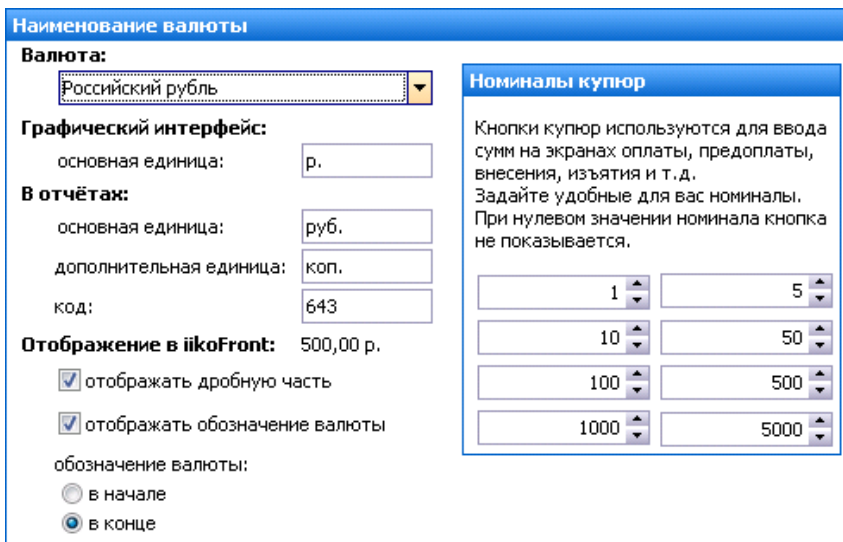 Наименование валюты
Валюта:
Российский рубль
Графический интерфейс:
основная единица: р.
В отчётах:
основная единица: руб.
дополнительная единица: коп.
код: 643
Отображение в iikoFront: 500,00 р.
отображать дробную часть
отображать обозначение валюты
обозначение валюты:
в начале
в конце
Номиналы купюр
Кнопки купюр используются для ввода
сумм на экранах оплаты, предоплаты,
внесения, изъятия и т.д.
Задайте удобные для вас номиналы.
При нулевом значении номинала кнопка
не показывается.
1 5
10 50
100 500
1000 5000